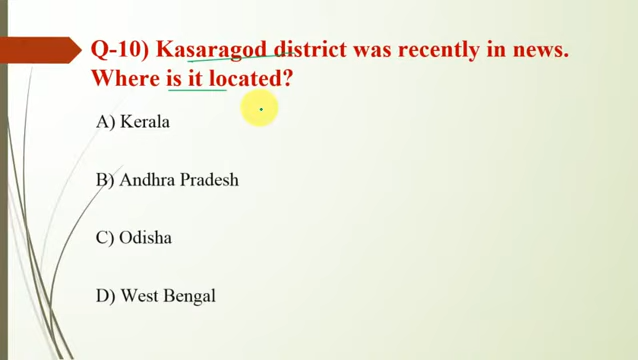 Q-10) Kasaragod district was recently in news.
Where is it located?
A) Kerala
B) Andhra Pradesh
C) Odisha
D) West Bengal